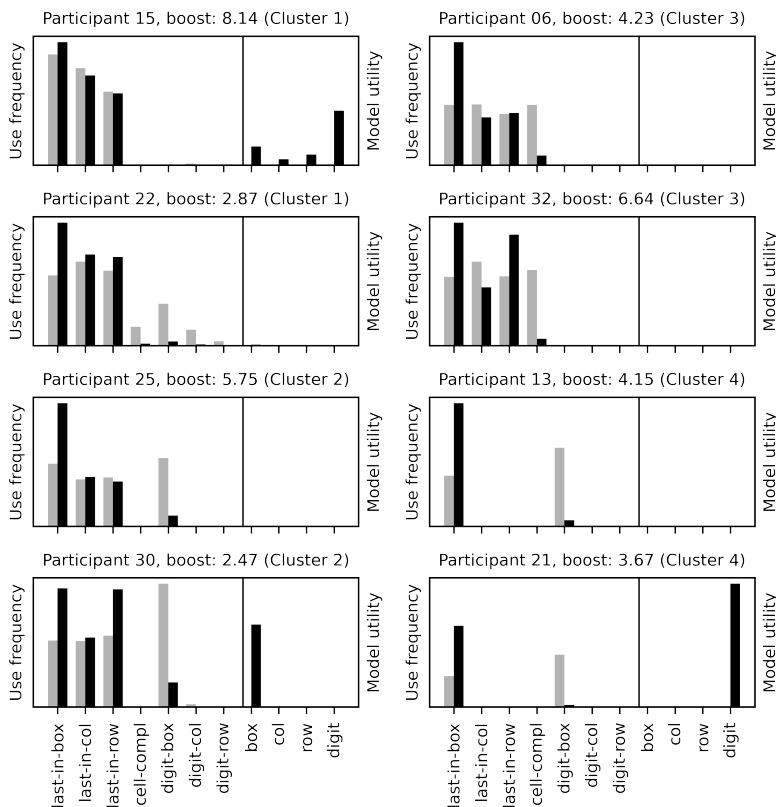 Participant 15, boost: 8.14 (Cluster 1)
Use frequency
Model utility
Participant 06, boost: 4.23 (Cluster 3)
Use frequency
Model utility
Participant 22, boost: 2.87 (Cluster 1)
Use frequency
Model utility
Participant 32, boost: 6.64 (Cluster 3)
Use frequency
Model utility
Participant 25, boost: 5.75 (Cluster 2)
Use frequency
Model utility
Participant 13, boost: 4.15 (Cluster 4)
Use frequency
Model utility
Participant 30, boost: 2.47 (Cluster 2)
Use frequency
Model utility
Participant 21, boost: 3.67 (Cluster 4)
Use frequency
Model utility
last-in-box
last-in-col
last-in-row
cell-compl
digit-box
digit-col
digit-row
box
col
row
digit
last-in-box
last-in-col
last-in-row
cell-compl
digit-box
digit-col
digit-row
box
col
row
digit